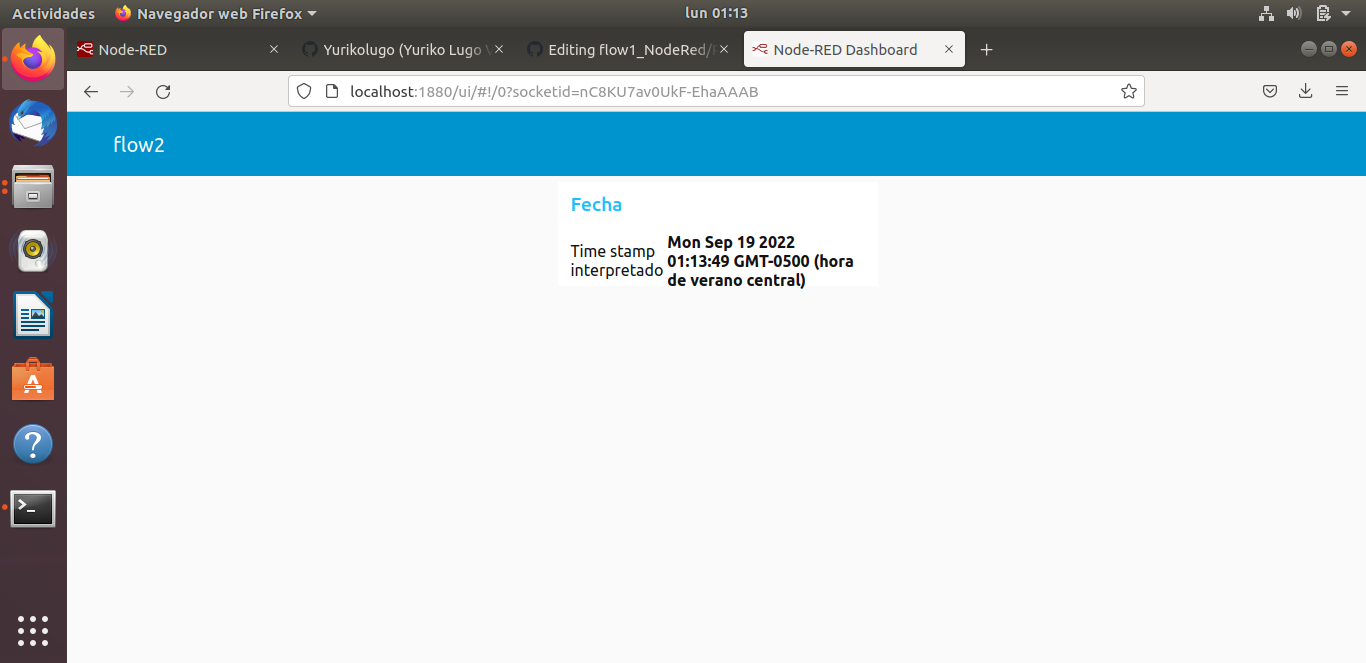 Actividades
Navegador web Firefox
lun 01:13
Node-RED
Yurikolugo (Yuriko Lugo
Editing flow1_NodeRed/
Node-RED Dashboard
localhost:1880/ui/#!/0?socketid=nC8KU7av0UkF-EhaAAAB
flow2
Fecha
Time stamp
interpretado
Mon Sep 19 2022
01:13:49 GMT-0500 (hora
de verano central)